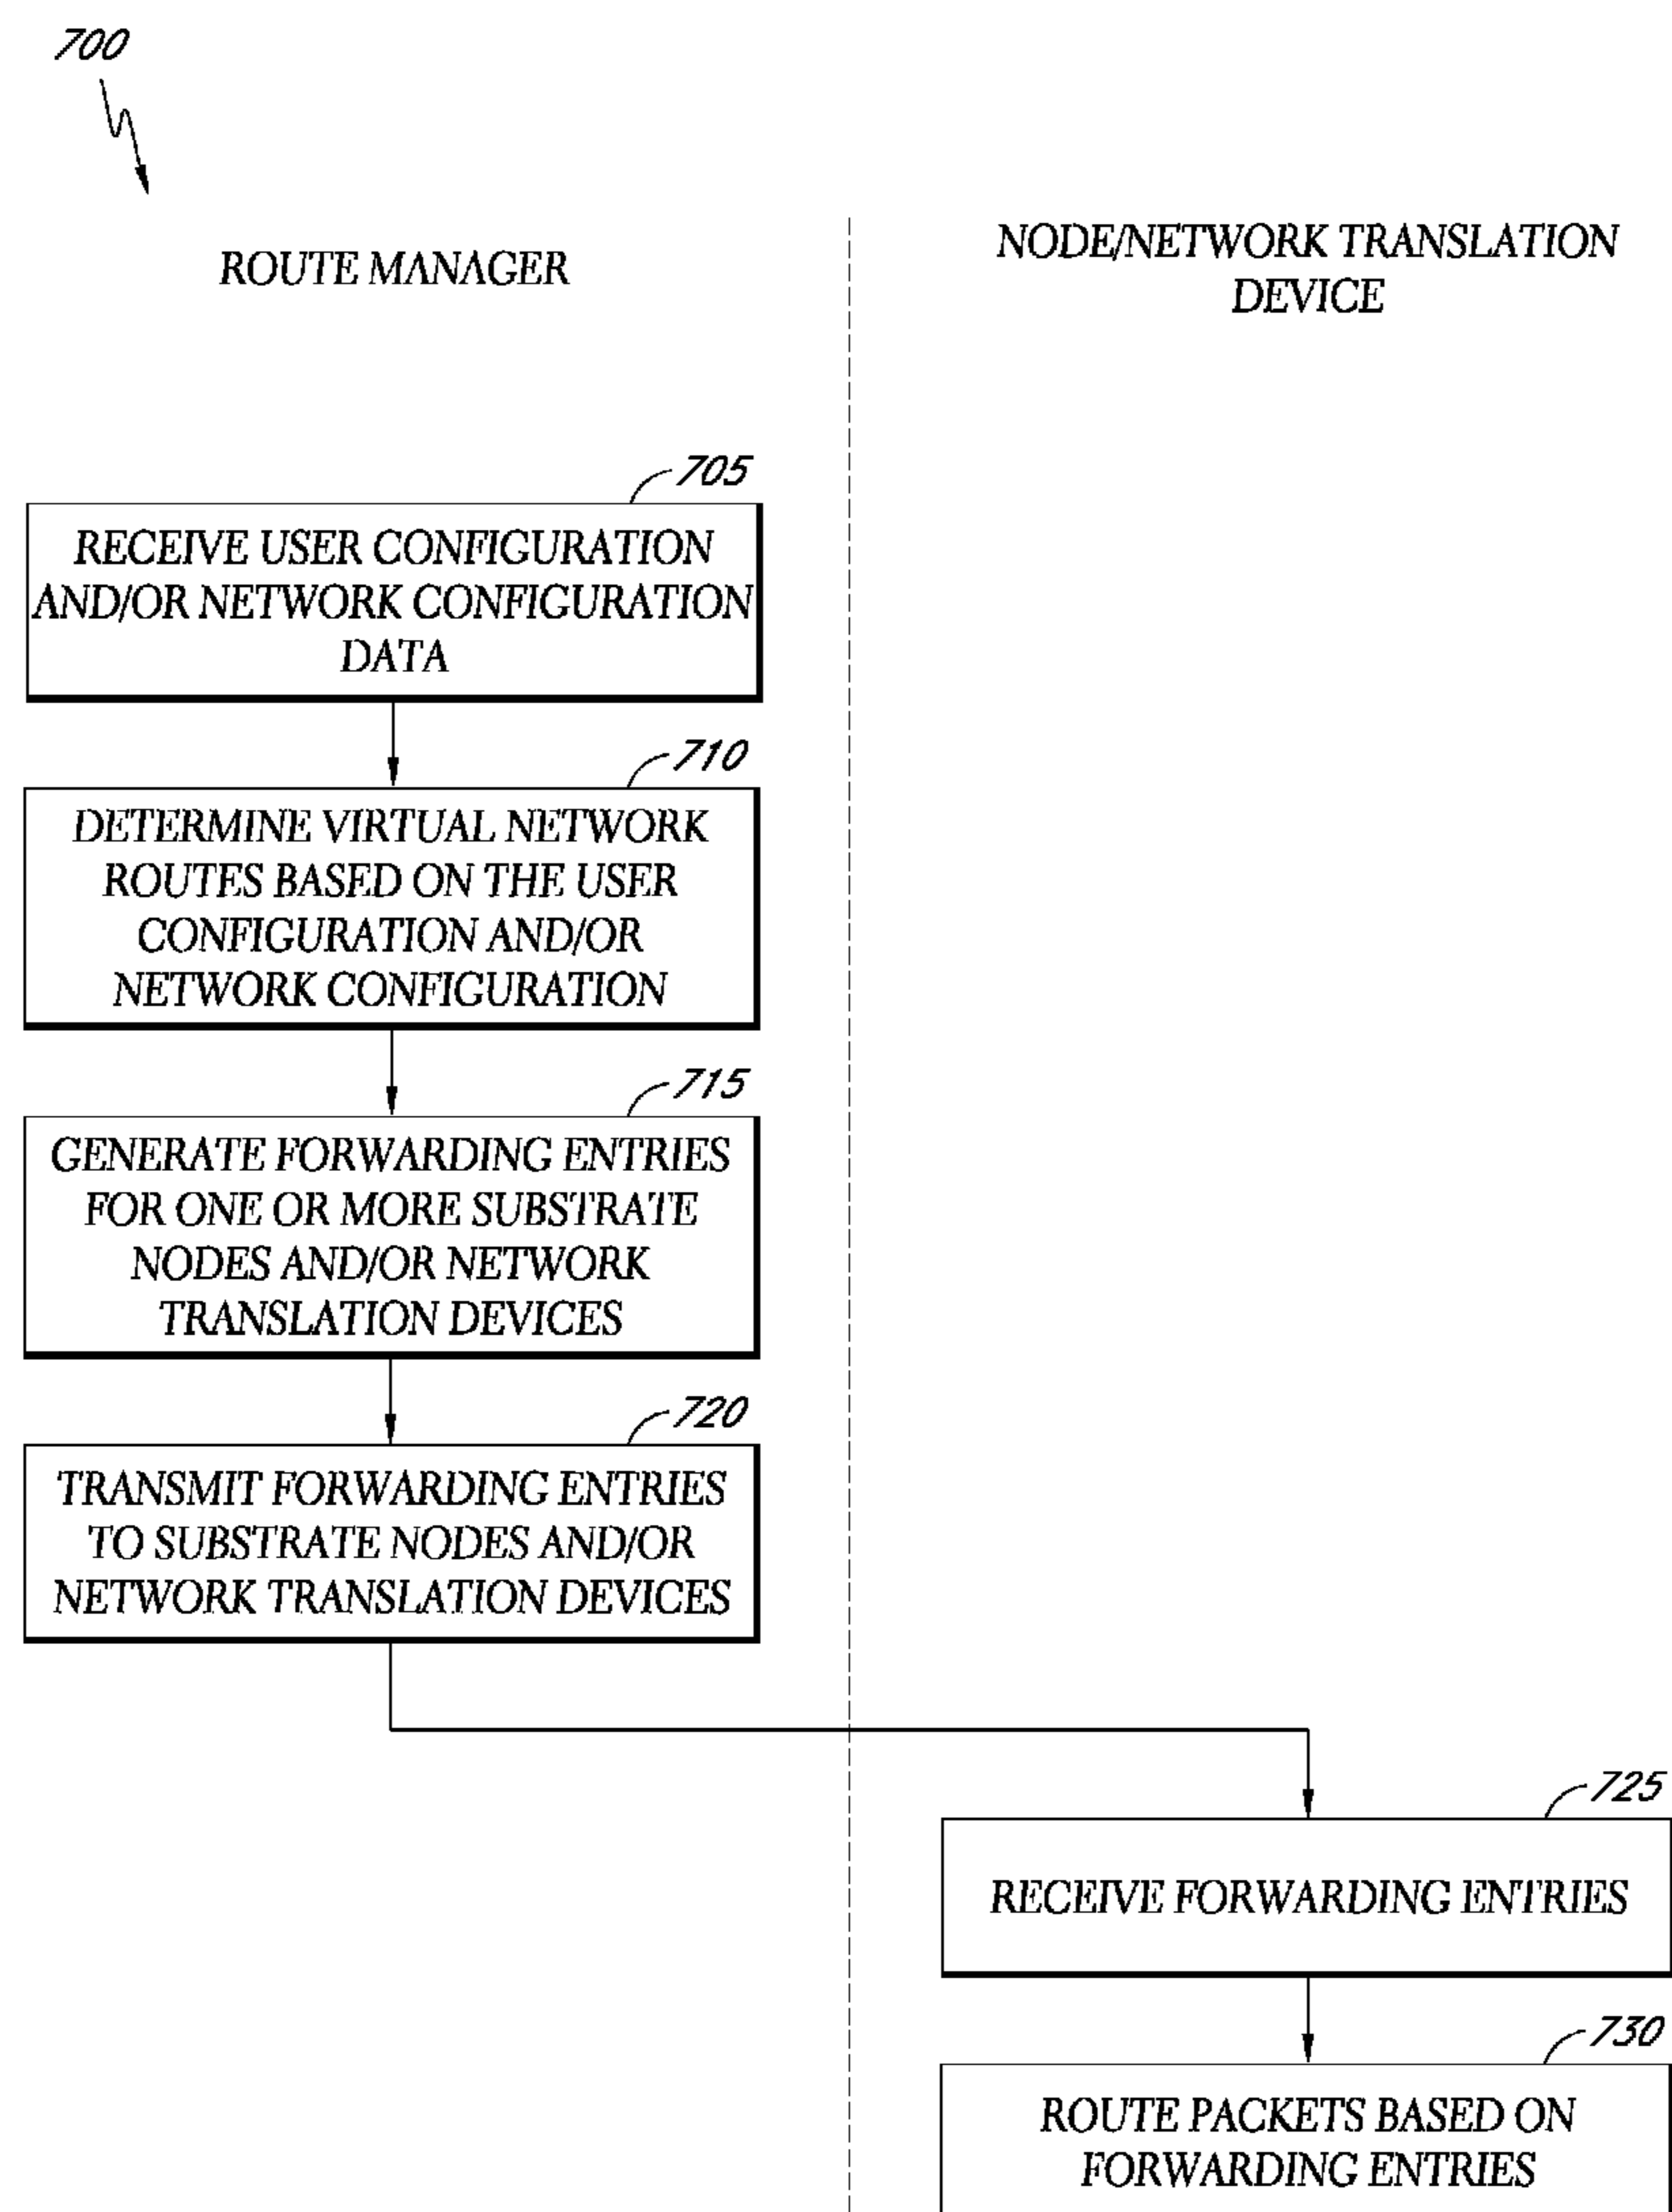 700
ROUTE MANAGER
NODE/NETWORK TRANSLATION
DEVICE
705
RECEIVE USER CONFIGURATION
AND/OR NETWORK CONFIGURATION
DATA
710
DETERMINE VIRTUAL NETWORK
ROUTES BASED ON THE USER
CONFIGURATION AND/OR
NETWORK CONFIGURATION
715
GENERATE FORWARDING ENTRIES
FOR ONE OR MORE SUBSTRATE
NODES AND/OR NETWORK
TRANSLATION DEVICES
720
TRANSMIT FORWARDING ENTRIES
TO SUBSTRATE NODES AND/OR
NETWORK TRANSLATION DEVICES
725
RECEIVE FORWARDING ENTRIES
730
ROUTE PACKETS BASED ON
FORWARDING ENTRIES